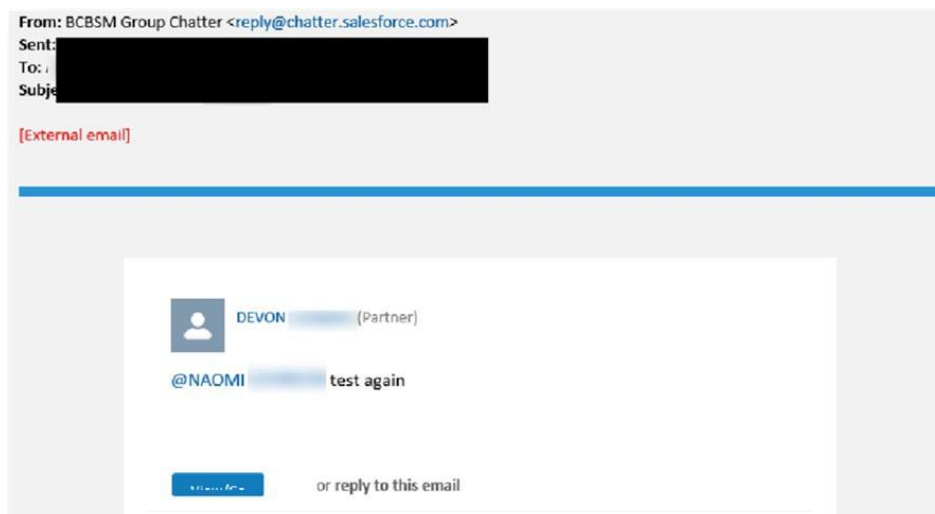 From: BCBSM Group Chatter <reply@chatter.salesforce.com>
Sent:
To:
Subje
[External email]
DEVON (Partner)
@NAOMI test again
or reply to this email